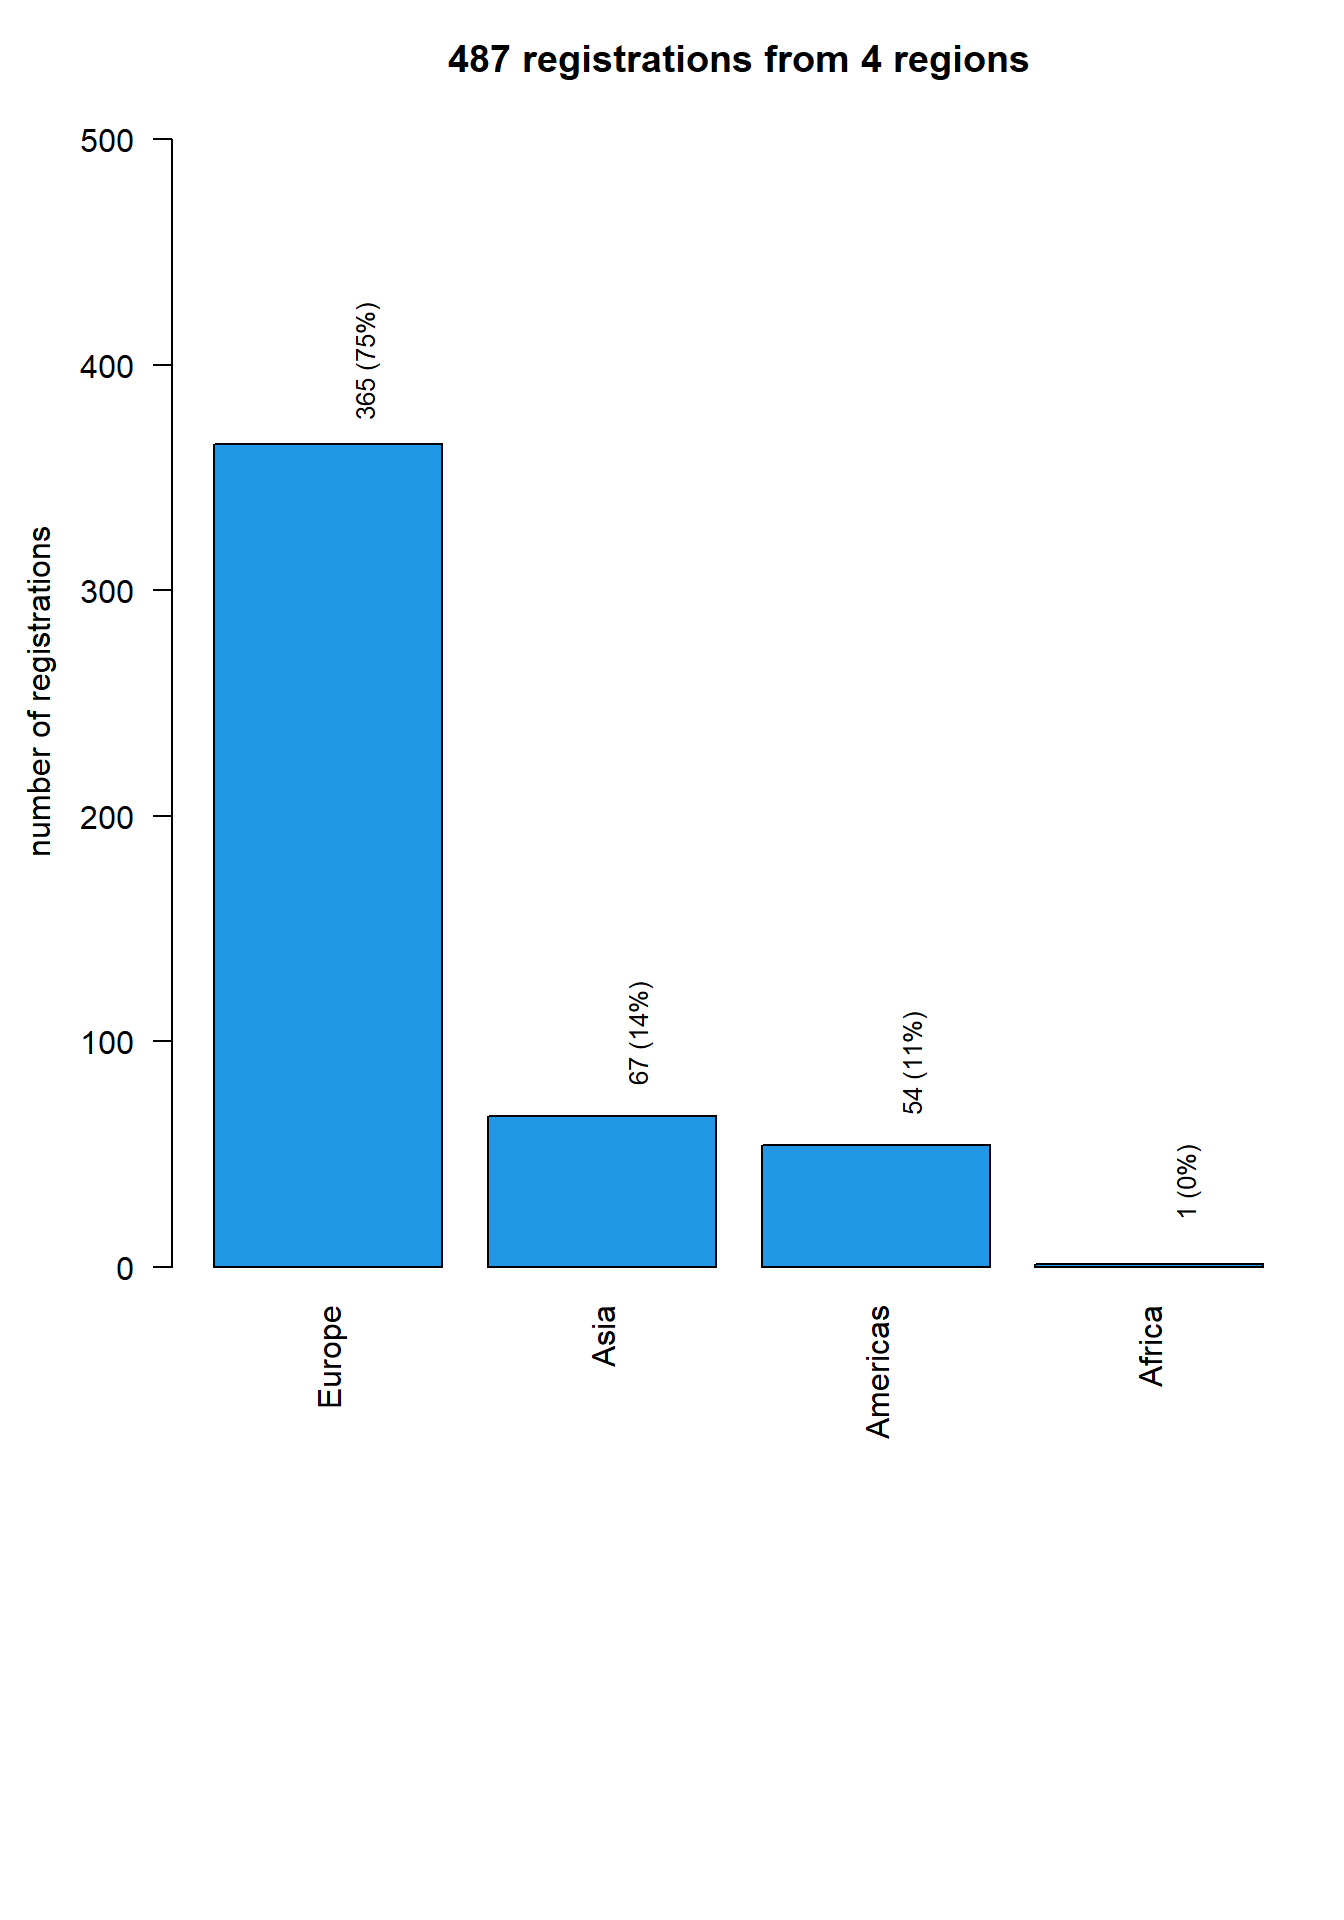 487 registrations from 4 regions
number of registrations
500
400
300
200
100
0
365 (75%)
67 (14%)
54 (11%)
1 (0%)
Europe
Asia
Americas
Africa